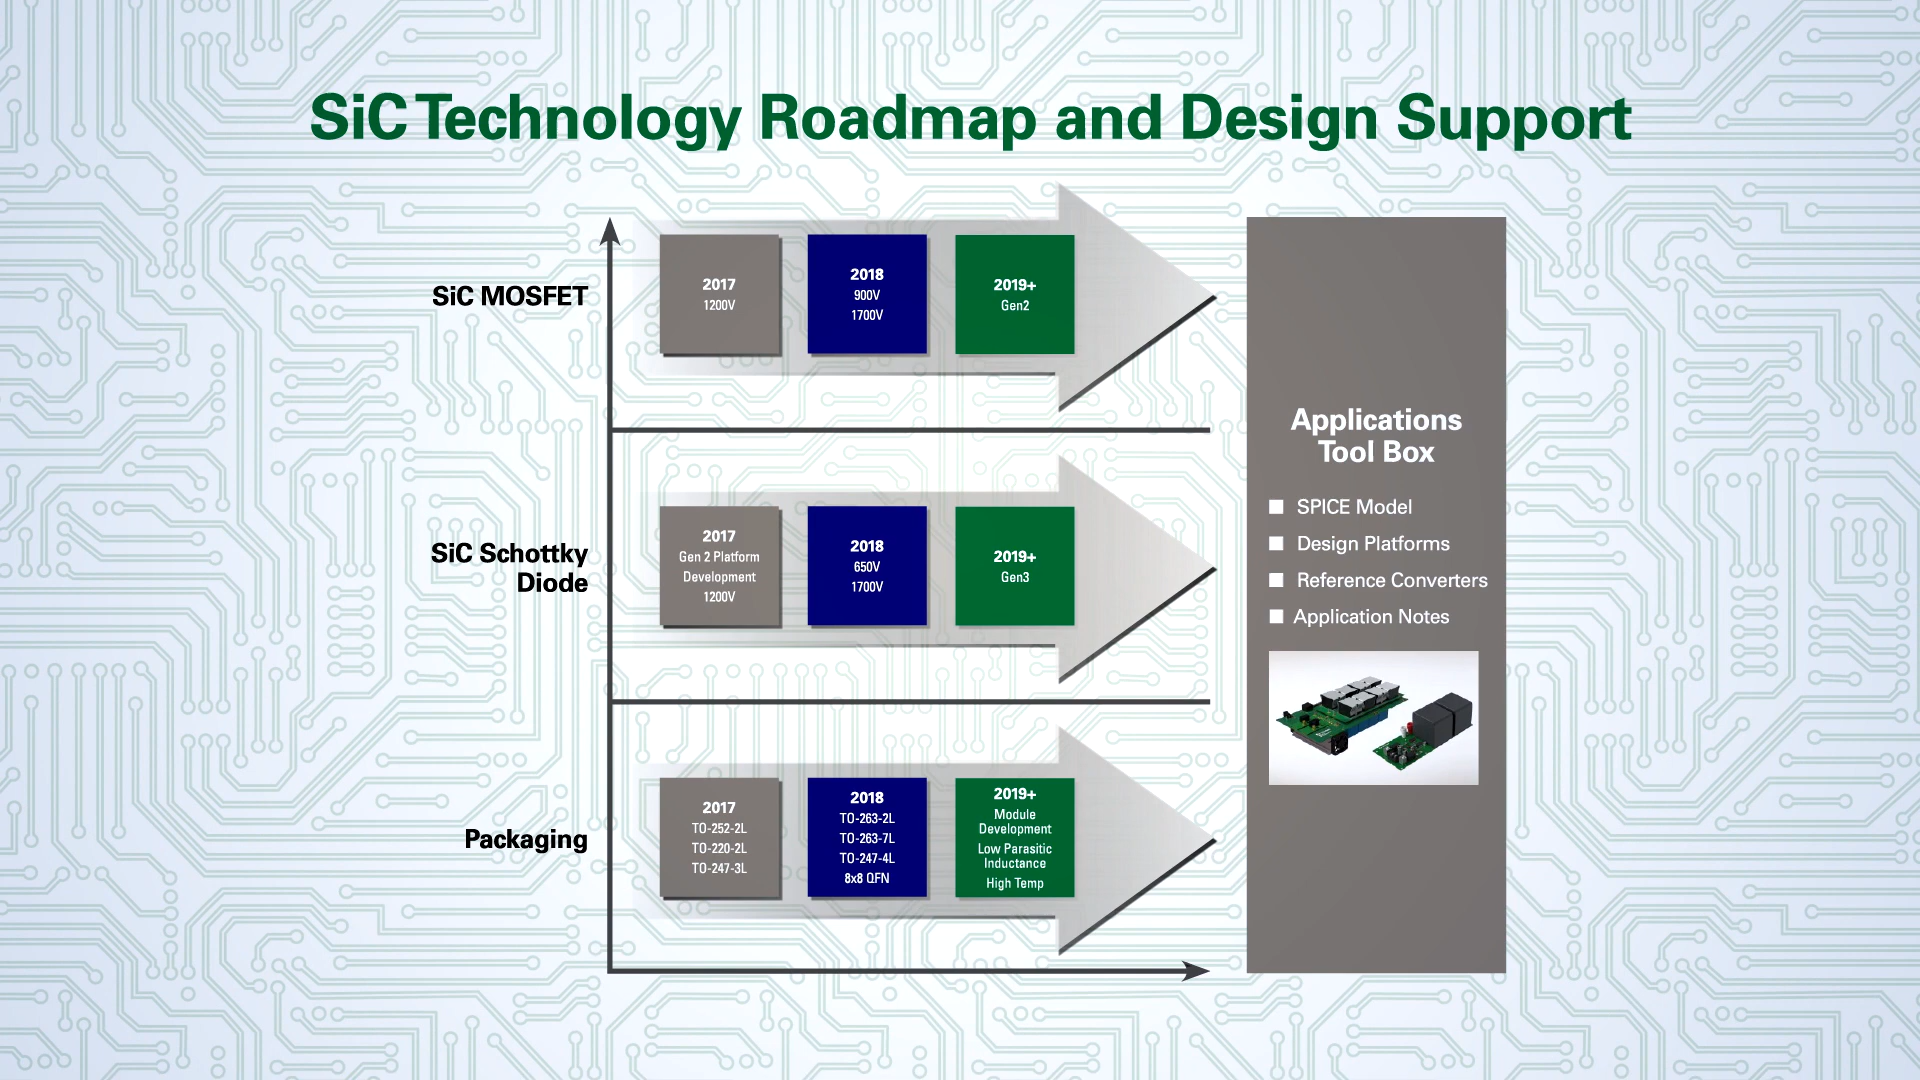 SiC Technology Roadmap and Design Support
SiC MOSFET
2017
1200V
2018
900V
1700V
2019+
Gen2
SiC Schottky
Diode
2017
Gen 2 Platform
Development
1200V
2018
650V
1700V
2019+
Gen3
Packaging
2017
TO-252-2L
TO-220-2L
TO-247-3L
2018
TO-263-2L
TO-263-7L
TO-247-4L
8x8 QFN
2019+
Module
Development
Low Parasitic
Inductance
High Temp
Applications
Tool Box
SPICE Model
Design Platforms
Reference Converters
Application Notes